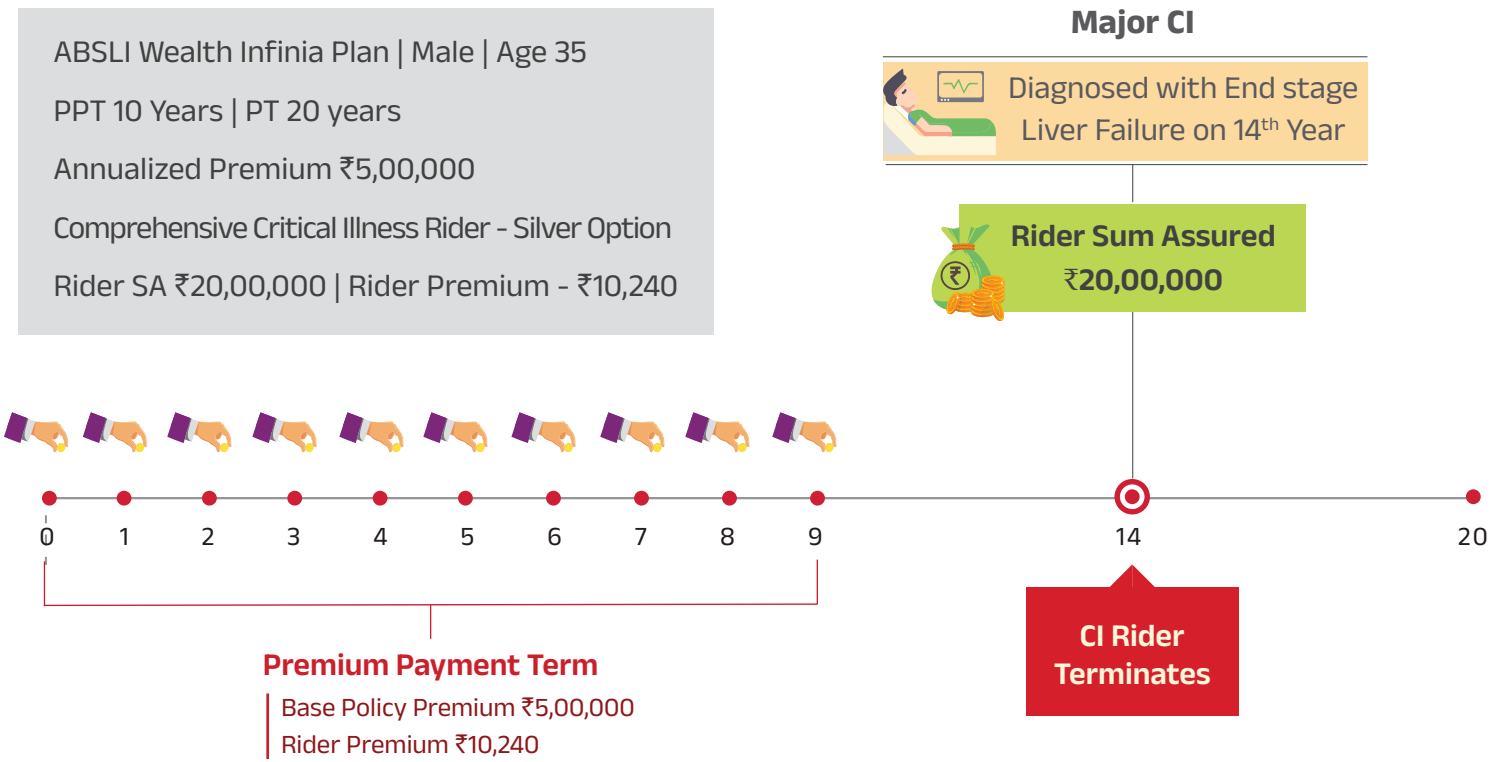 ABSLI Wealth Infinia Plan | Male | Age 35
PPT 10 Years | PT 20 years
Annualized Premium ₹5,00,000
Comprehensive Critical Illness Rider - Silver Option
Rider SA ₹20,00,000 | Rider Premium - ₹10,240
Major CI
Diagnosed with End stage
Liver Failure on 14th Year
Rider Sum Assured
₹20,00,000
₹
0 1 2 3 4 5 6 7 8 9 14 20
Premium Payment Term
Base Policy Premium ₹5,00,000
Rider Premium ₹10,240
CI Rider
Terminates